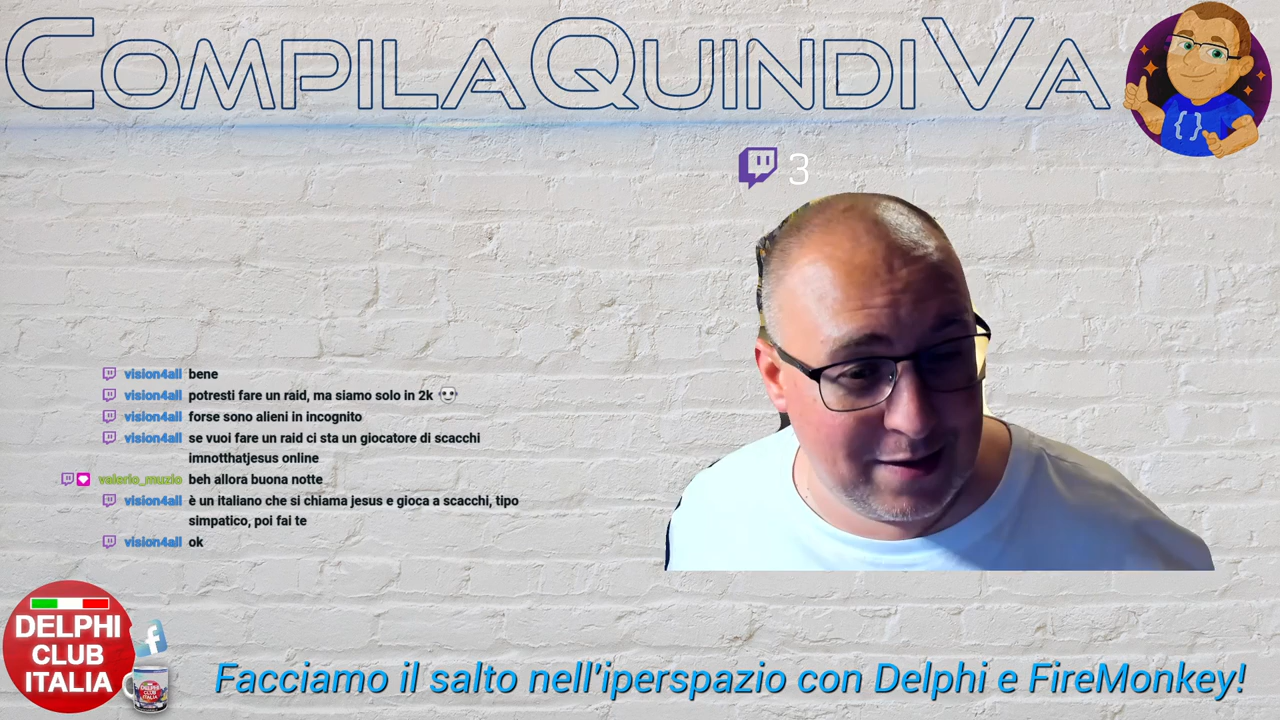 CompilaQuindiVa
3
vision4all bene
vision4all potresti fare un raid, ma siamo solo in 2k
vision4all forse sono alieni in incognito
vision4all se vuoi fare un raid ci sta un giocatore di scacchi
imnotthatjesus online
valerio_muzio beh allora buona notte
vision4all è un italiano che si chiama jesus e gioca a scacchi, tipo
simpatico, poi fai te
vision4all ok
{}
DELPHI
CLUB
ITALIA
f
DELPHI
CLUB
ITALIA
Facciamo il salto nell'iperspazio con Delphi e FireMonkey!